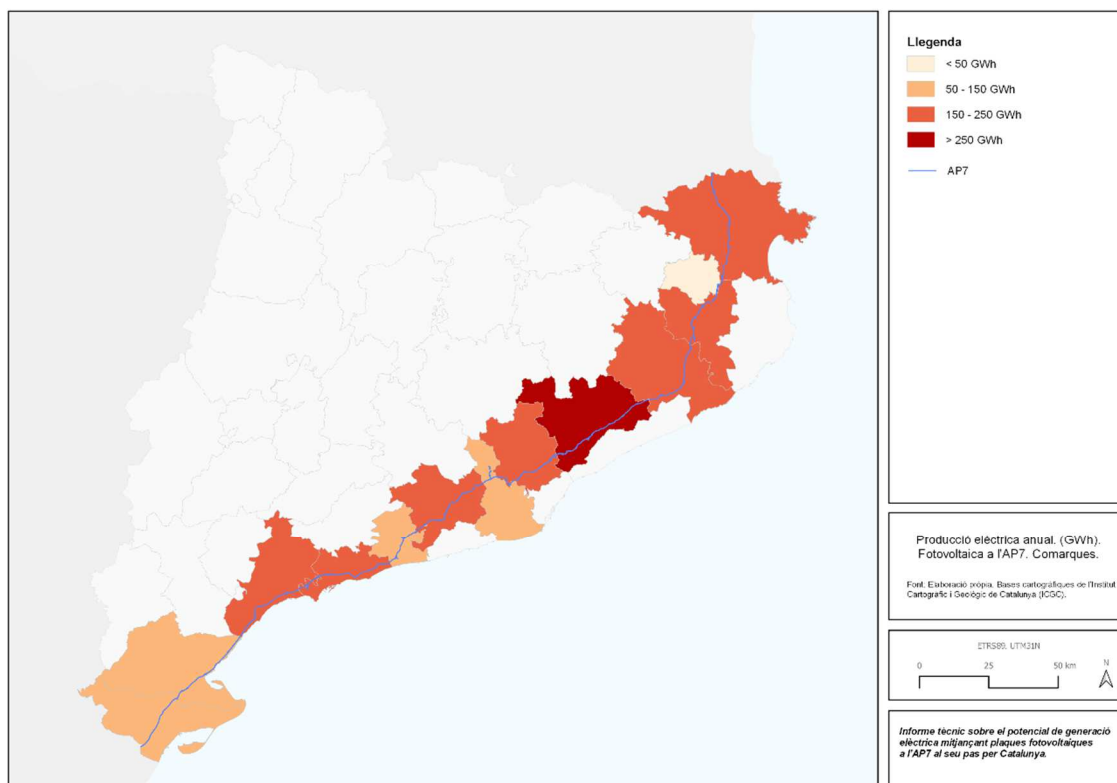 Llegenda
< 50 GWh
50 - 150 GWh
150 - 250 GWh
> 250 GWh
AP7
Producció elèctrica anual. (GWh).
Fotovoltaica a l'AP7. Comarques.
Font: Elaboració pròpia. Bases cartogràfiques de l'Institut
Cartogràfic i Geològic de Catalunya (ICGC).
ETRS89. UTM31N
0 25 50 km
N
Informe tècnic sobre el potencial de generació
elèctrica mitjançant plaques fotovoltaiques
a l'AP7 al seu pas per Catalunya.